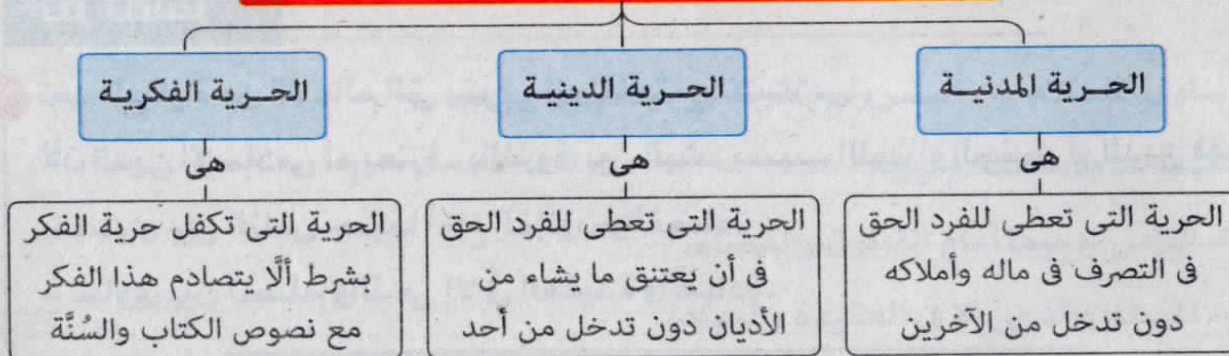 الحرية المدنية
هى
الحرية التى تعطى للفرد الحق
فى التصرف فى ماله وأملاكه
دون تدخل من الآخرين
الحرية الدينية
هى
الحرية التى تعطى للفرد الحق
فى أن يعتنق ما يشاء من
الأديان دون تدخل من أحد
الحرية الفكرية
هى
الحرية التى تكفل حرية الفكر
بشرط ألَّا يتصادم هذا الفكر
مع نصوص الكتاب والسُنَّة